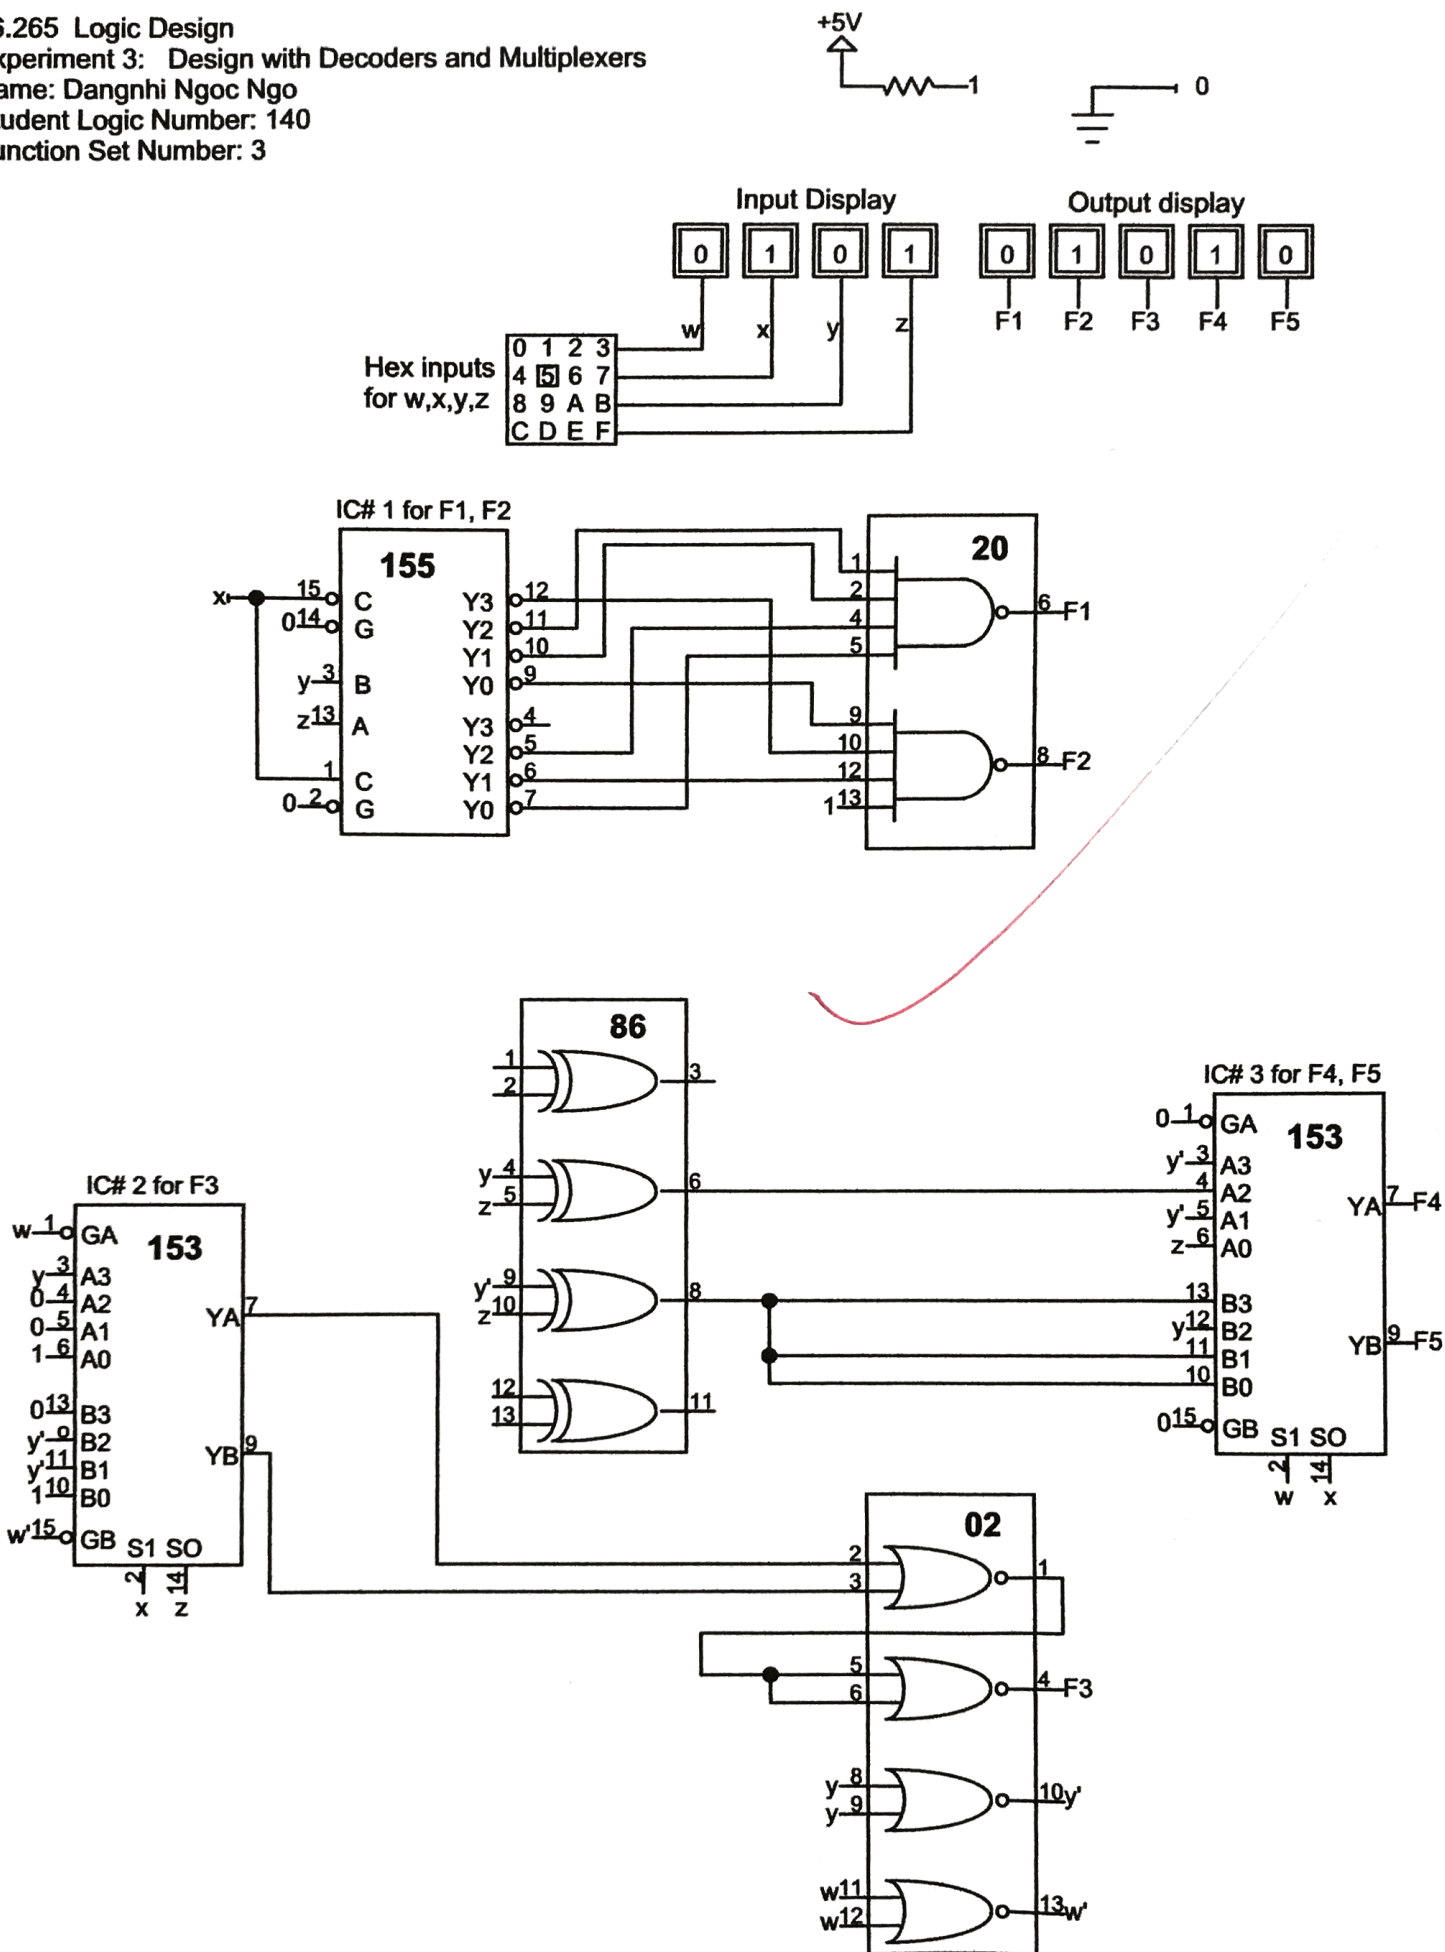 6.265 Logic Design
xperiment 3: Design with Decoders and Multiplexers
ame: Dangnhi Ngoc Ngo
udent Logic Number: 140
unction Set Number: 3
+5V
1
0
Input Display
Output display
0 1 0 1
0 1 0 1 0
w x y z
F1 F2 F3 F4 F5
Hex inputs
for w,x,y,z
0 1 2 3
4 5 6 7
8 9 A B
C D E F
IC# 1 for F1, F2
155
x 15 C
0 14 G
y 3 B
z 13 A
1 C
0 2 G
Y3 12
Y2 11
Y1 10
Y0 9
Y3 4
Y2 5
Y1 6
Y0 7
20
1
2
4
5
6 F1
9
10
12
1 13
8 F2
86
1
2
3
y 4
z 5
6
y' 9
z 10
8
12
13
11
IC# 2 for F3
153
w 1 GA
y 3 A3
0 4 A2
0 5 A1
1 6 A0
0 13 B3
y' B2
y' 11 B1
1 10 B0
w' 15 GB
YA 7
YB 9
S1 SO
2 14
x z
IC# 3 for F4, F5
153
0 1 GA
y' 3 A3
4 A2
y' 5 A1
z 6 A0
13 B3
y 12 B2
11 B1
10 B0
0 15 GB
YA 7 F4
YB 9 F5
S1 SO
2 14
w x
02
2
3
1
5
6
4 F3
y 8
y 9
10 y'
w 11
w 12
13 w'